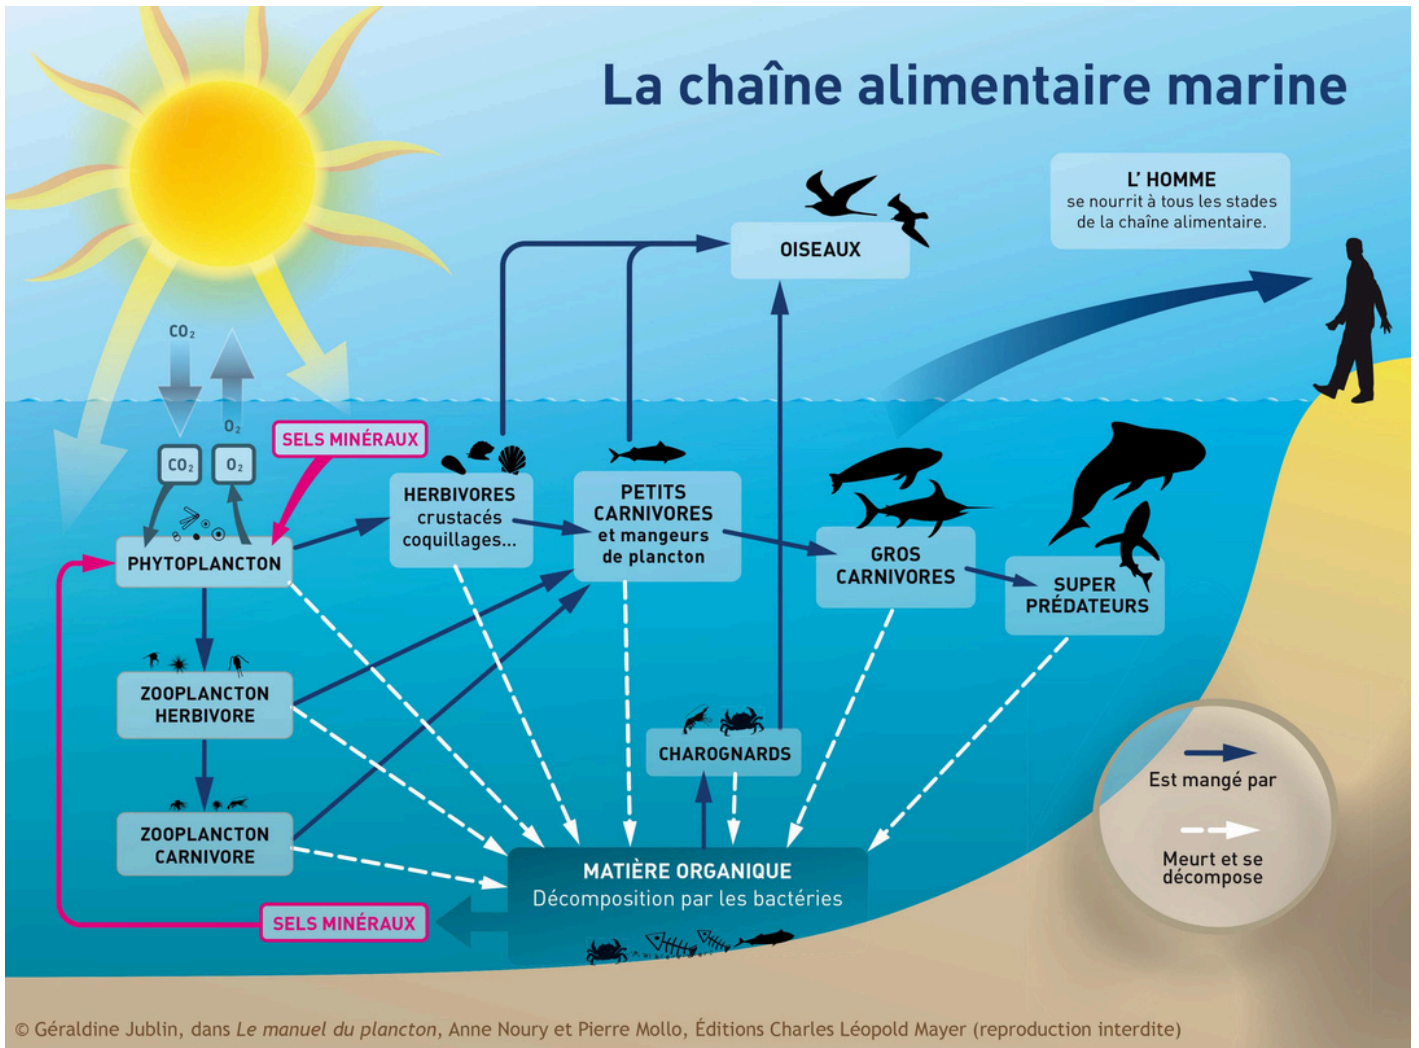 La chaîne alimentaire marine
L' HOMME
se nourrit à tous les stades
de la chaîne alimentaire.
OISEAUX
CO₂
O₂
SELS MINÉRAUX
CO₂
O₂
PHYTOPLANCTON
HERBIVORES
crustacés
coquillages...
PETITS
CARNIVORES
et mangeurs
de plancton
GROS
CARNIVORES
SUPER
PRÉDATEURS
ZOOPLANCTON
HERBIVORE
CHAROGNARDS
ZOOPLANCTON
CARNIVORE
MATIÈRE ORGANIQUE
Décomposition par les bactéries
SELS MINÉRAUX
Est mangé par
Meurt et se
décompose
© Géraldine Jublin, dans Le manuel du plancton, Anne Noury et Pierre Mollo, Éditions Charles Léopold Mayer (reproduction interdite)